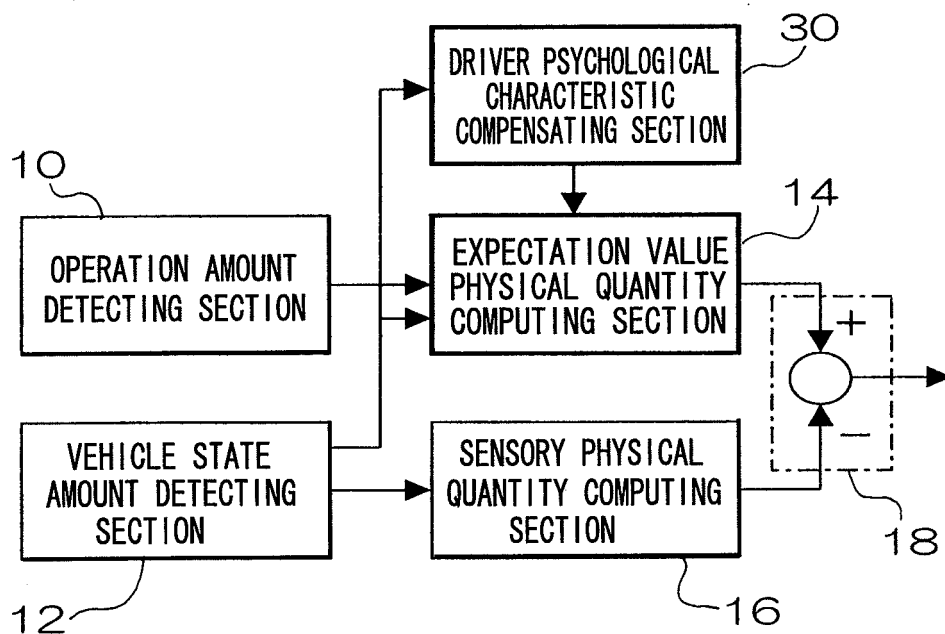 30
DRIVER PSYCHOLOGICAL
CHARACTERISTIC
COMPENSATING SECTION
10
OPERATION AMOUNT
DETECTING SECTION
14
EXPECTATION VALUE
PHYSICAL QUANTITY
COMPUTING SECTION
+
−
18
VEHICLE STATE
AMOUNT DETECTING
SECTION
12
SENSORY PHYSICAL
QUANTITY COMPUTING
SECTION
16